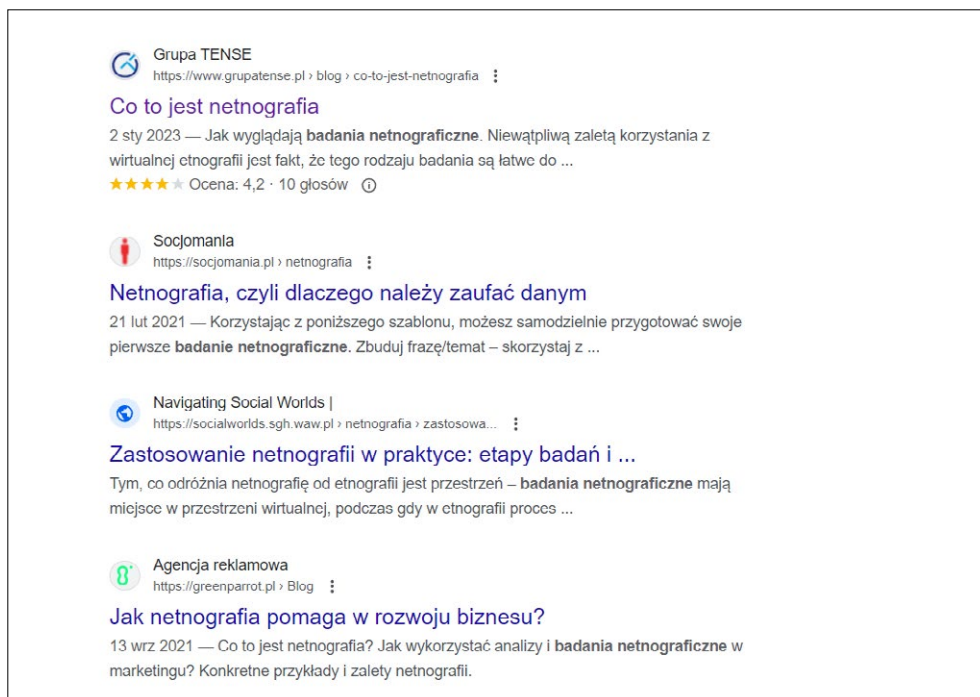 Grupa TENSE
https://www.grupatense.pl › blog › co-to-jest-netnografia
Co to jest netnografia
2 sty 2023 — Jak wyglądają badania netnograficzne. Niewątpliwą zaletą korzystania z
wirtualnej etnografii jest fakt, że tego rodzaju badania są łatwe do ...
Ocena: 4,2 · 10 głosów
Socjomania
https://socjomania.pl › netnografia
Netnografia, czyli dlaczego należy zaufać danym
21 lut 2021 — Korzystając z poniższego szablonu, możesz samodzielnie przygotować swoje
pierwsze badanie netnograficzne. Zbuduj frazę/temat – skorzystaj z ...
Navigating Social Worlds |
https://socialworlds.sgh.waw.pl › netnografia › zastosowa...
Zastosowanie netnografii w praktyce: etapy badań i ...
Tym, co odróżnia netnografię od etnografii jest przestrzeń – badania netnograficzne mają
miejsce w przestrzeni wirtualnej, podczas gdy w etnografii proces ...
Agencja reklamowa
https://greenparrot.pl › Blog
Jak netnografia pomaga w rozwoju biznesu?
13 wrz 2021 — Co to jest netnografia? Jak wykorzystać analizy i badania netnograficzne w
marketingu? Konkretne przykłady i zalety netnografii.